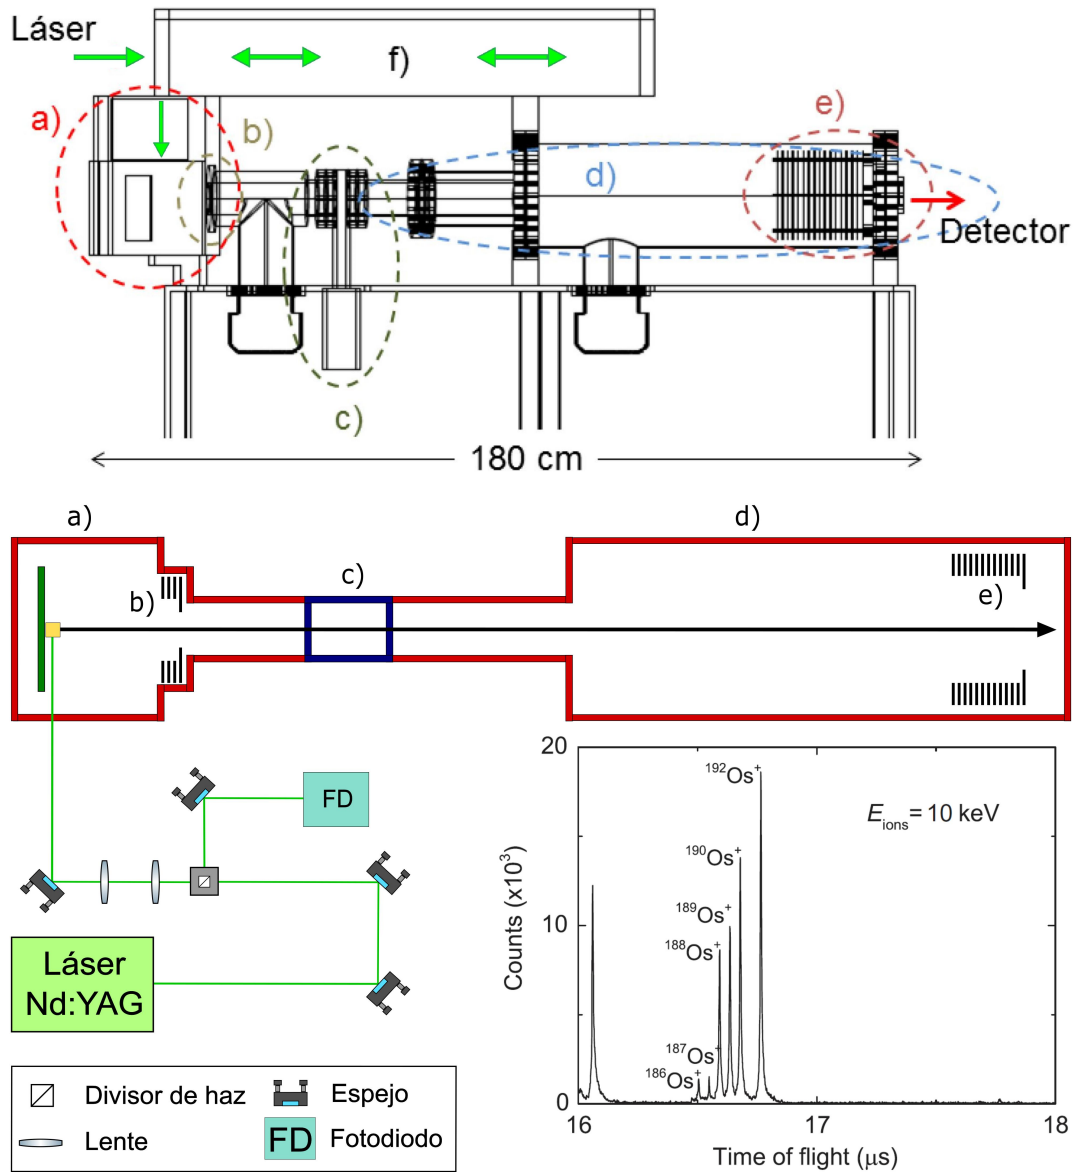 Láser
f)
a)
b)
e)
d)
Detector
c)
180 cm
a)
d)
c)
b)
e)
FD
Láser
Nd:YAG
Divisor de haz
Espejo
Lente
FD
Fotodiodo
20
10
0
Counts (x10³)
¹⁹²Os⁺
Eions = 10 keV
¹⁹⁰Os⁺
¹⁸⁹Os⁺
¹⁸⁸Os⁺
¹⁸⁷Os⁺
¹⁸⁶Os⁺
16
17
18
Time of flight (μs)